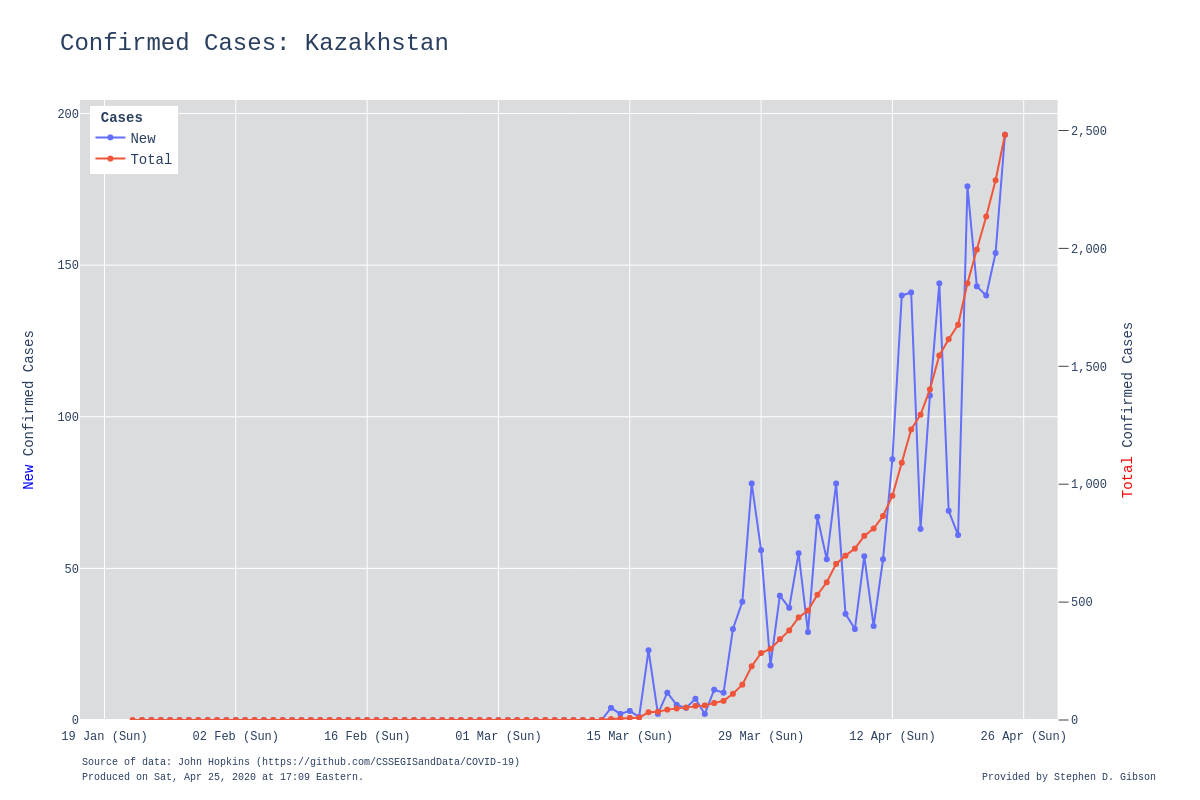 Confirmed Cases: Kazakhstan
Cases
New
Total
200
150
100
50
0
2,500
2,000
1,500
1,000
500
0
New Confirmed Cases
Total Confirmed Cases
19 Jan (Sun)
02 Feb (Sun)
16 Feb (Sun)
01 Mar (Sun)
15 Mar (Sun)
29 Mar (Sun)
12 Apr (Sun)
26 Apr (Sun)
Source of data: John Hopkins (https://github.com/CSSEGISandData/COVID-19)
Produced on Sat, Apr 25, 2020 at 17:09 Eastern.
Provided by Stephen D. Gibson